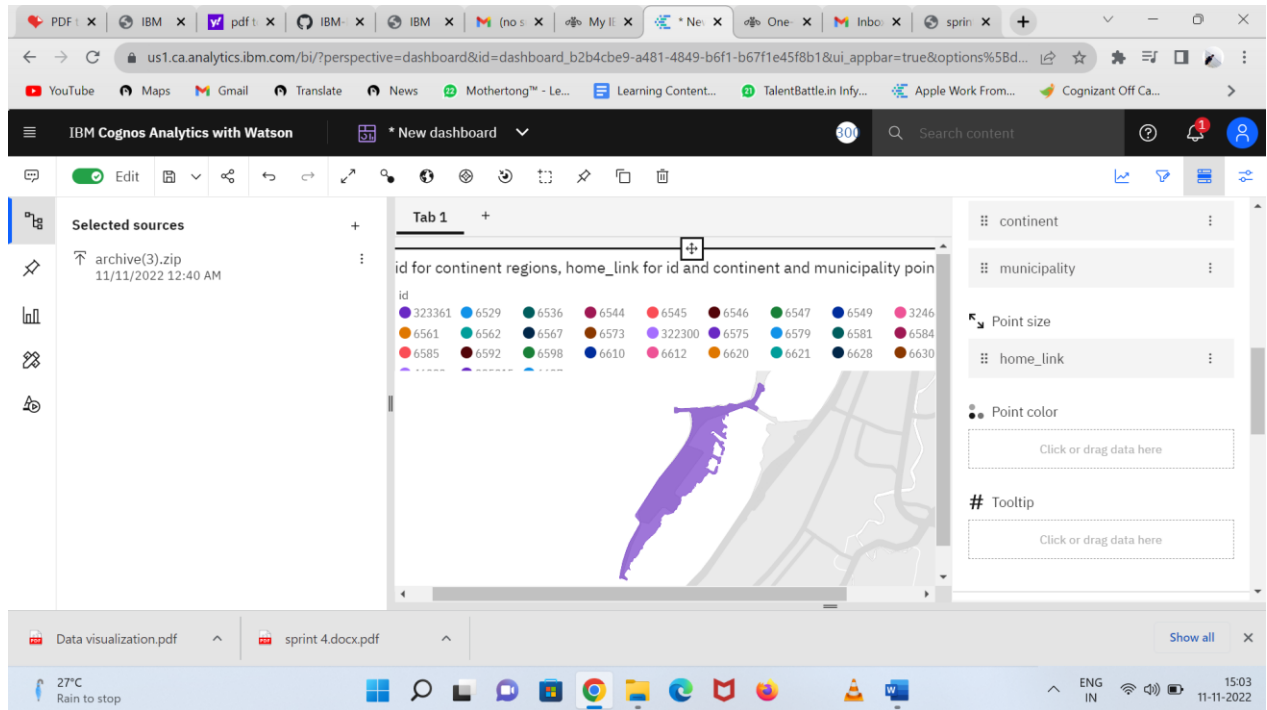 PDF t
IBM
pdf t
IBM-
IBM
(no s
My IE
* Nev
One-
Inbo
sprin
us1.ca.analytics.ibm.com/bi/?perspective=dashboard&id=dashboard_b2b4cbe9-a481-4849-b6f1-b67f1e45f8b1&ui_appbar=true&options%5Bd...
YouTube
Maps
Gmail
Translate
News
Mothertong™ - Le...
Learning Content...
TalentBattle.in Infy...
Apple Work From...
Cognizant Off Ca...
IBM Cognos Analytics with Watson
* New dashboard
Search content
1
Edit
Selected sources
archive(3).zip
11/11/2022 12:40 AM
Tab 1
id for continent regions, home_link for id and continent and municipality poin
id
323361 6529 6536 6544 6545 6546 6547 6549 3246
6561 6562 6567 6573 322300 6575 6579 6581 6584
6585 6592 6598 6610 6612 6620 6621 6628 6630
continent
municipality
Point size
home_link
Point color
Click or drag data here
# Tooltip
Click or drag data here
Data visualization.pdf
sprint 4.docx.pdf
Show all
27°C
Rain to stop
ENG
IN
15:03
11-11-2022